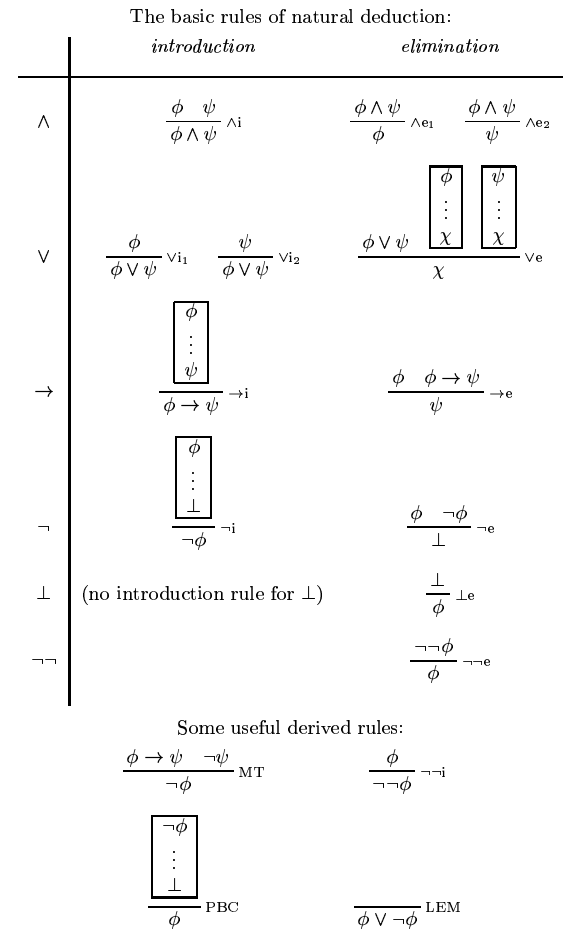 The basic rules of natural deduction:
introduction elimination
∧ ϕ ψ / ϕ ∧ ψ ∧i ϕ ∧ ψ / ϕ ∧e₁ ϕ ∧ ψ / ψ ∧e₂
ϕ ψ
⋮ ⋮
χ χ
∨ ϕ / ϕ ∨ ψ ∨i₁ ψ / ϕ ∨ ψ ∨i₂ ϕ ∨ ψ / χ ∨e
ϕ
⋮
ψ
→ ϕ → ψ →i ϕ ϕ → ψ / ψ →e
ϕ
⋮
⊥
¬ ¬ϕ ¬i ϕ ¬ϕ / ⊥ ¬e
⊥ (no introduction rule for ⊥) ⊥ / ϕ ⊥e
¬¬ ¬¬ϕ / ϕ ¬¬e
Some useful derived rules:
ϕ → ψ ¬ψ / ¬ϕ MT ϕ / ¬¬ϕ ¬¬i
¬ϕ
⋮
⊥
ϕ PBC ϕ ∨ ¬ϕ LEM